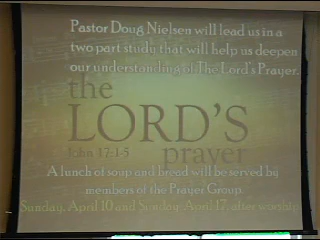 Pastor Doug Nielsen will lead us in a
two part study that will help us deepen
our understanding of The Lord's Prayer.
the
LORD'S
John 17:1-5
prayer
A lunch of soup and bread will be served by
members of the Prayer Group.
Sunday, April 10 and Sunday, April 17, after worship